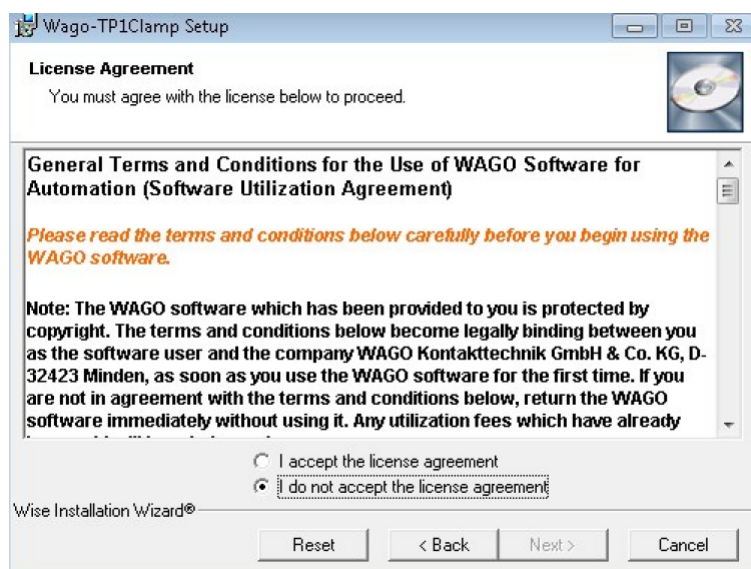 Wago-TP1Clamp Setup
License Agreement
You must agree with the license below to proceed.
General Terms and Conditions for the Use of WAGO Software for
Automation (Software Utilization Agreement)
Please read the terms and conditions below carefully before you begin using the
WAGO software.
Note: The WAGO software which has been provided to you is protected by
copyright. The terms and conditions below become legally binding between you
as the software user and the company WAGO Kontakttechnik GmbH & Co. KG, D-
32423 Minden, as soon as you use the WAGO software for the first time. If you
are not in agreement with the terms and conditions below, return the WAGO
software immediately without using it. Any utilization fees which have already
I accept the license agreement
I do not accept the license agreement
Wise Installation Wizard®
Reset
< Back
Next >
Cancel